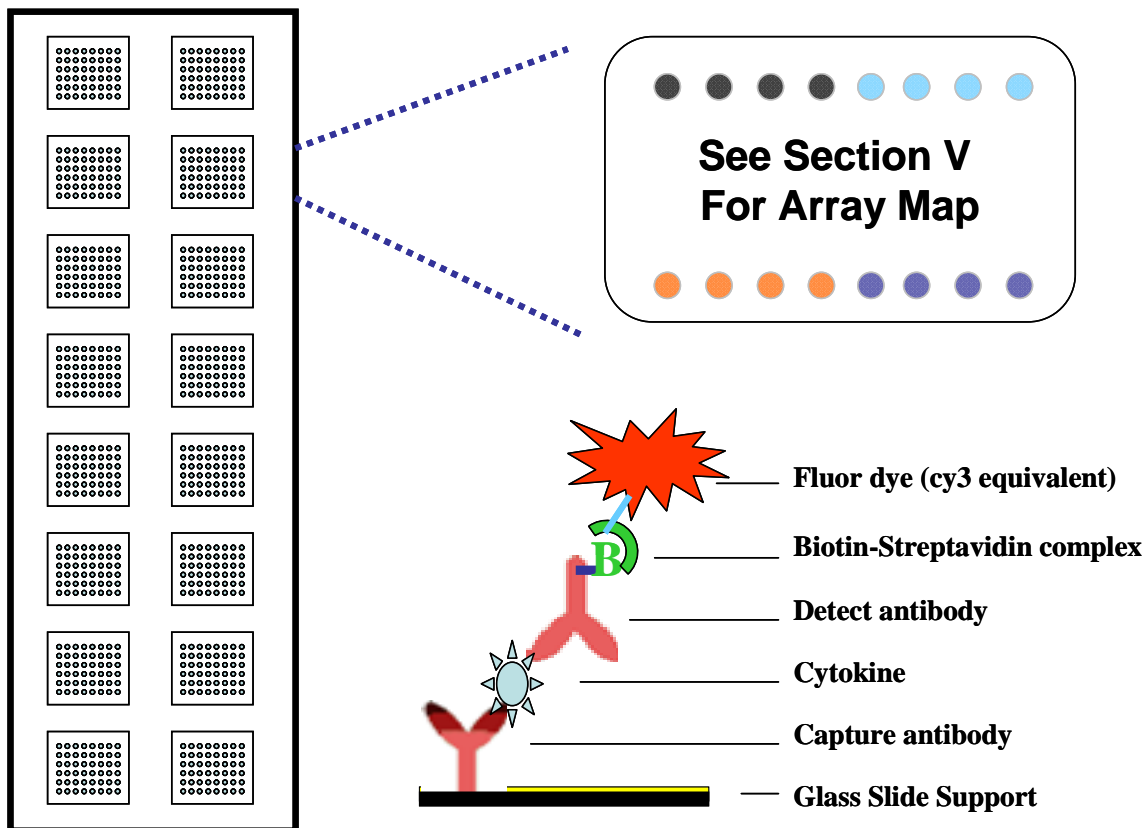 See Section V
For Array Map
Fluor dye (cy3 equivalent)
B
Biotin-Streptavidin complex
Detect antibody
Cytokine
Capture antibody
Glass Slide Support